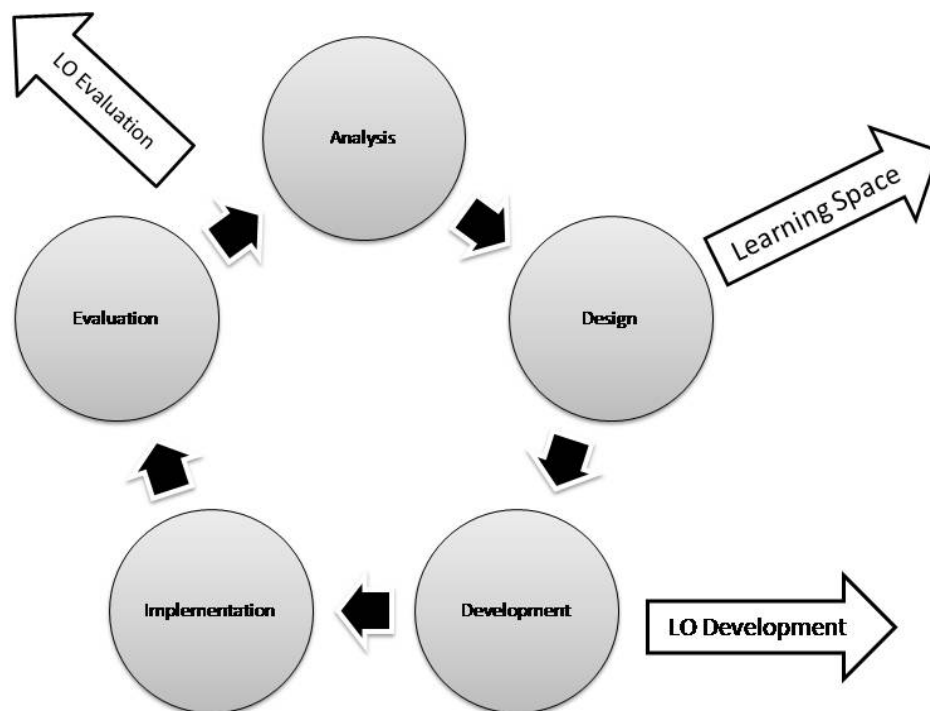 LO Evaluation
Analysis
Learning Space
Evaluation
Design
Implementation
Development
LO Development